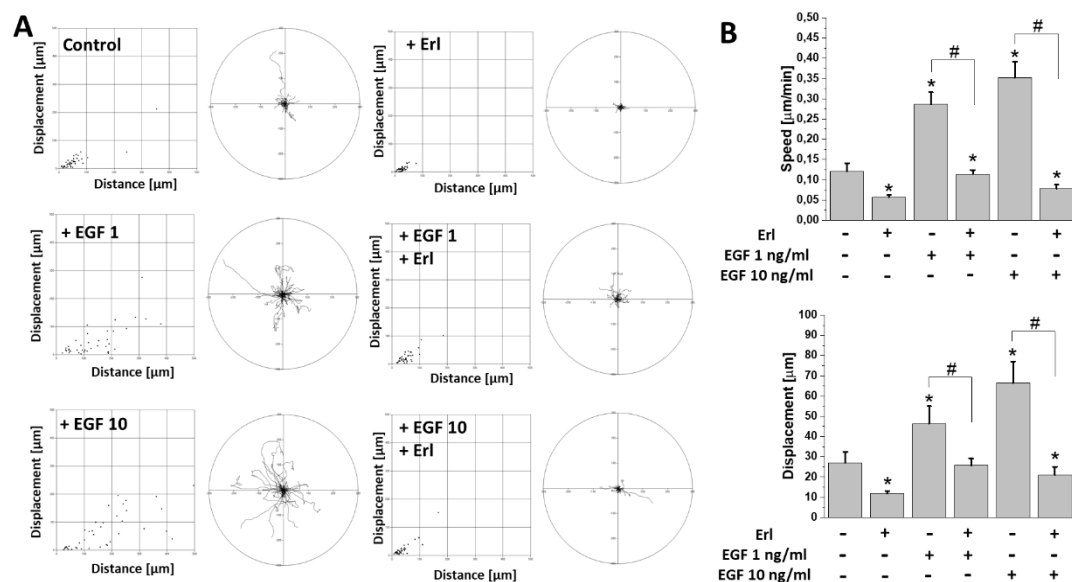 A
Control
Displacement [µm]
Distance [µm]
+ Erl
Displacement [µm]
Distance [µm]
+ EGF 1
Displacement [µm]
Distance [µm]
+ EGF 1
+ Erl
Displacement [µm]
Distance [µm]
+ EGF 10
Displacement [µm]
Distance [µm]
+ EGF 10
+ Erl
Displacement [µm]
Distance [µm]
B
Speed [µm/min]
0,50
0,45
0,40
0,35
0,30
0,25
0,20
0,15
0,10
0,05
0,00
* * * * *
# #
Erl - + - + - +
EGF 1 ng/ml - - + + - -
EGF 10 ng/ml - - - - + +
Displacement [µm]
100
90
80
70
60
50
40
30
20
10
0
* * * *
# #
Erl - + - + - +
EGF 1 ng/ml - - + + - -
EGF 10 ng/ml - - - - + +